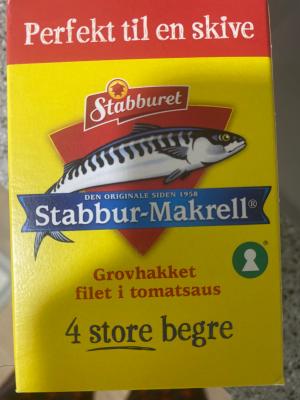 Perfekt til en skive
Stabburet
DEN ORIGINALE SIDEN 1958
Stabbur-Makrell®
Grovhakket
filet i tomatsaus
®
4 store begre